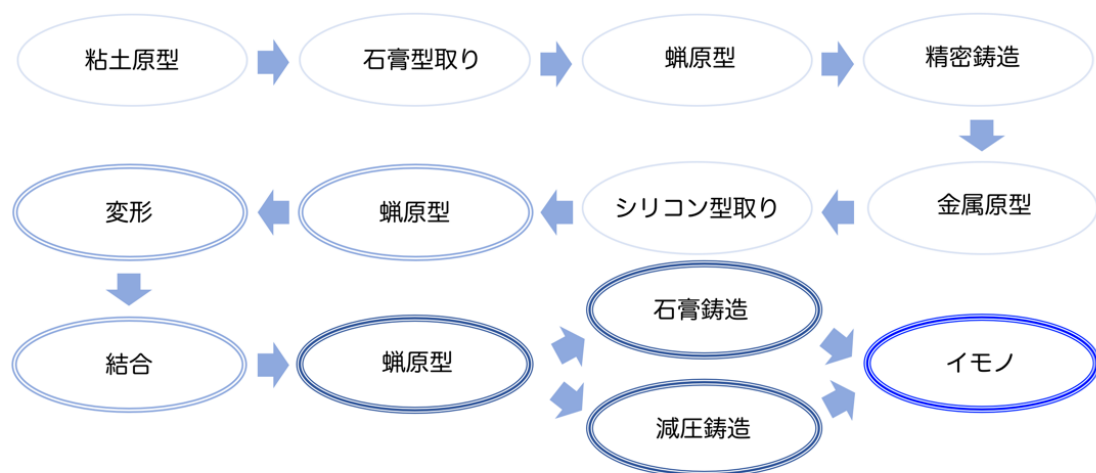 粘土原型
石膏型取り
蝋原型
精密鋳造
金属原型
シリコン型取り
蝋原型
変形
結合
蝋原型
石膏鋳造
減圧鋳造
イモノ